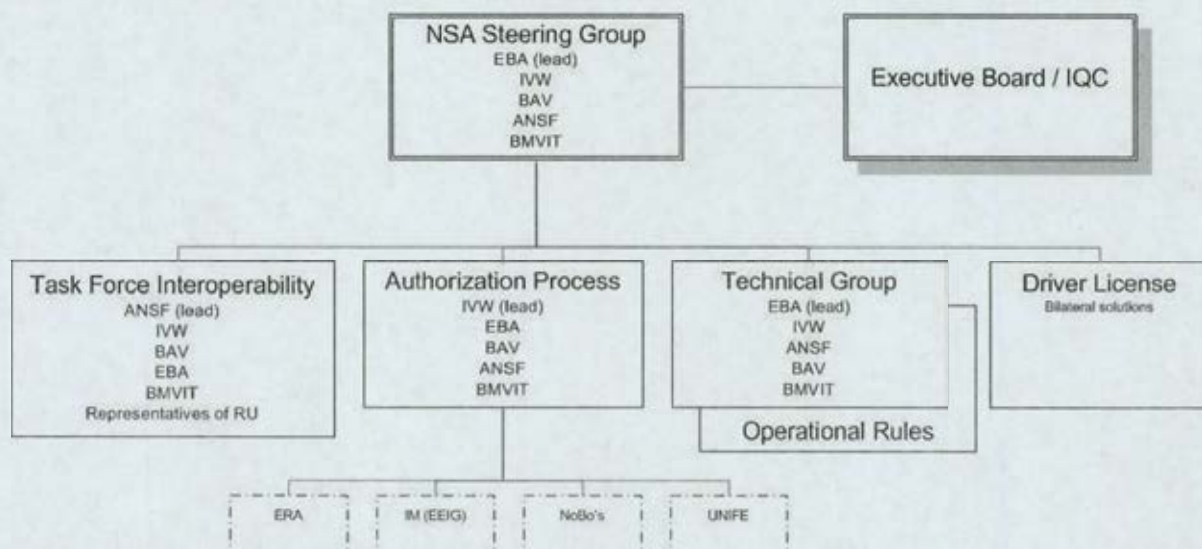 NSA Steering Group
EBA (lead)
IVW
BAV
ANSF
BMVIT
Executive Board / IQC
Task Force Interoperability
ANSF (lead)
IVW
BAV
EBA
BMVIT
Representatives of RU
Authorization Process
IVW (lead)
EBA
BAV
ANSF
BMVIT
Technical Group
EBA (lead)
IVW
ANSF
BAV
BMVIT
Operational Rules
Driver License
Bilateral solutions
ERA
IM (EEIG)
NoBo's
UNIFE